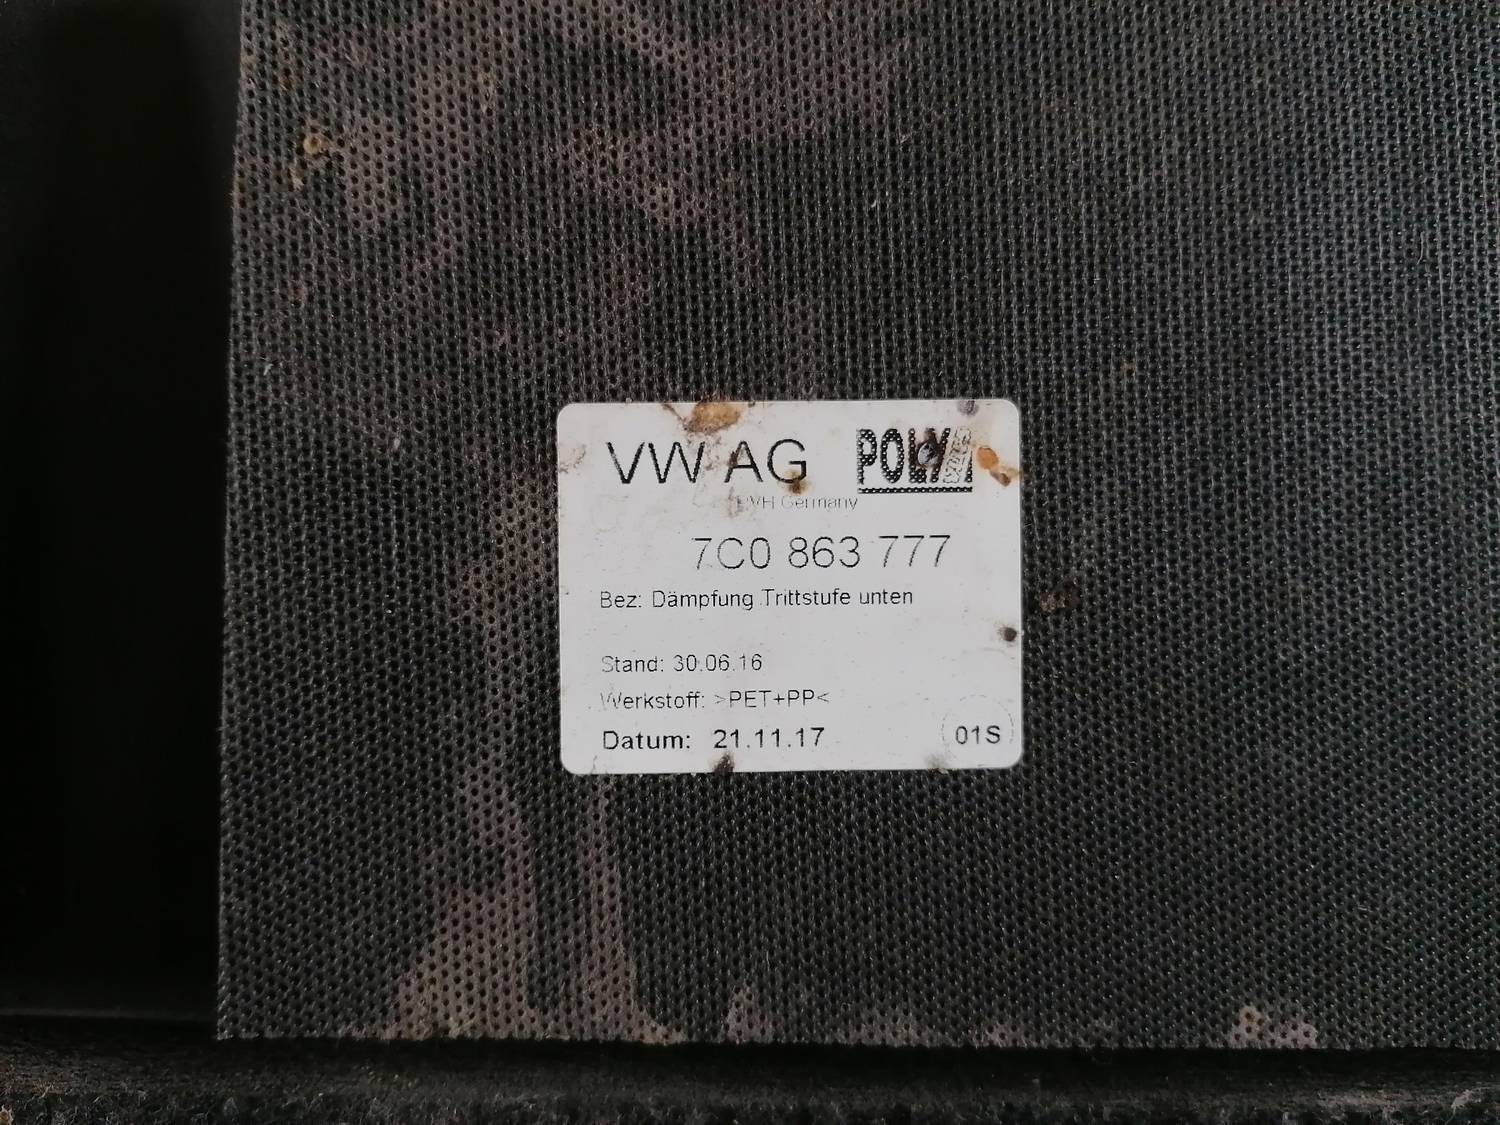 VW AG
Germany
7C0 863 777
Bez: Dämpfung Trittstufe unten
Stand: 30.06.16
Werkstoff: >PET+PP<
Datum: 21.11.17
01S